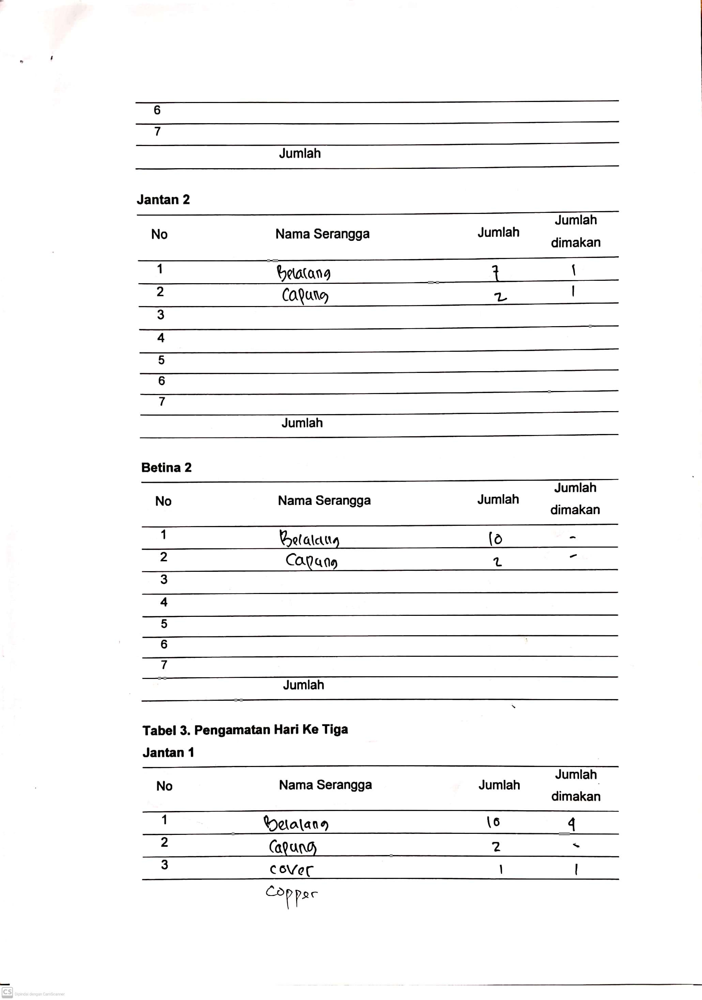 6
7
Jumlah
Jantan 2
No Nama Serangga Jumlah Jumlah dimakan
1 Belalang 7 1
2 Capung 2 1
3
4
5
6
7
Jumlah
Betina 2
No Nama Serangga Jumlah Jumlah dimakan
1 Belalang 10 -
2 Capung 2 -
3
4
5
6
7
Jumlah
Tabel 3. Pengamatan Hari Ke Tiga
Jantan 1
No Nama Serangga Jumlah Jumlah dimakan
1 Belalang 10 4
2 Capung 2 -
3 cover 1 1
copper
CS Dipindai dengan CamScanner